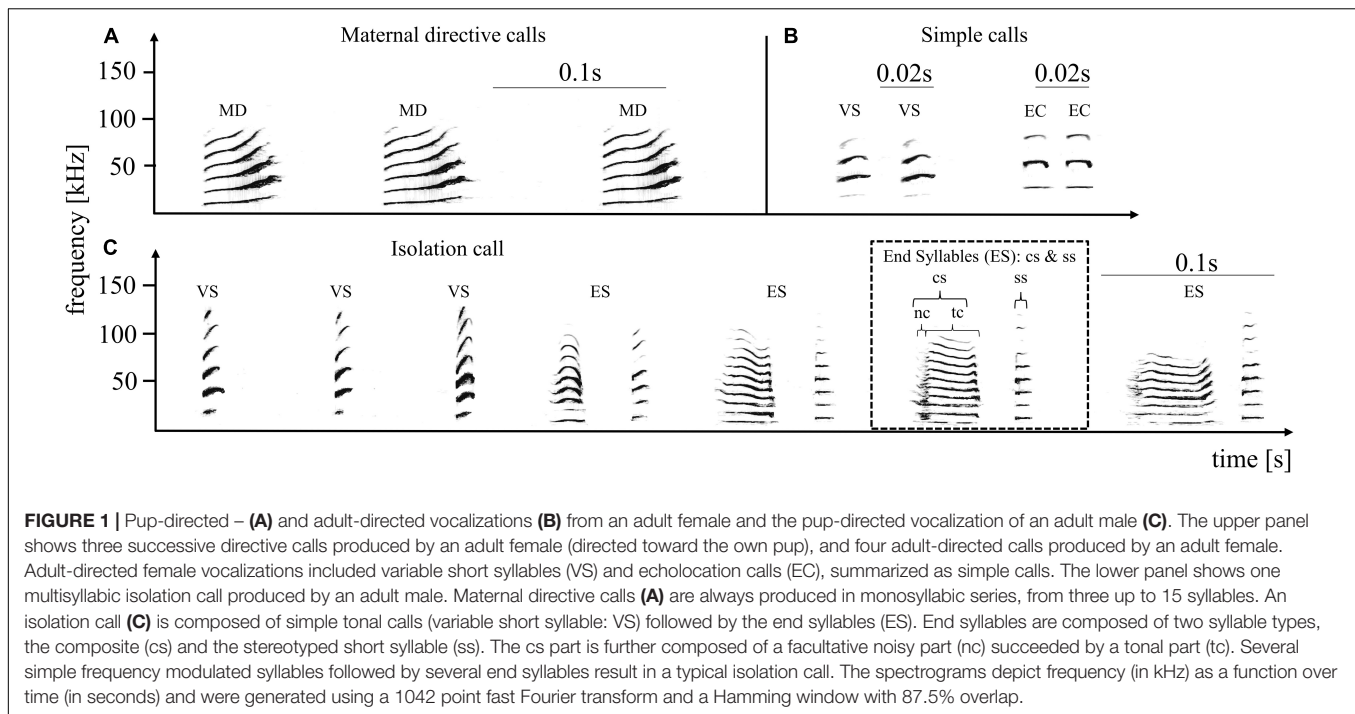 A Maternal directive calls B Simple calls
0.1s 0.02s 0.02s
150
MD MD MD VS VS EC EC
100
50
frequency [kHz]
C Isolation call
End Syllables (ES): cs & ss
cs ss
nc tc
0.1s
150
VS VS VS ES ES ES
100
50
time [s]
FIGURE 1 | Pup-directed – (A) and adult-directed vocalizations (B) from an adult female and the pup-directed vocalization of an adult male (C). The upper panel
shows three successive directive calls produced by an adult female (directed toward the own pup), and four adult-directed calls produced by an adult female.
Adult-directed female vocalizations included variable short syllables (VS) and echolocation calls (EC), summarized as simple calls. The lower panel shows one
multisyllabic isolation call produced by an adult male. Maternal directive calls (A) are always produced in monosyllabic series, from three up to 15 syllables. An
isolation call (C) is composed of simple tonal calls (variable short syllable: VS) followed by the end syllables (ES). End syllables are composed of two syllable types,
the composite (cs) and the stereotyped short syllable (ss). The cs part is further composed of a facultative noisy part (nc) succeeded by a tonal part (tc). Several
simple frequency modulated syllables followed by several end syllables result in a typical isolation call. The spectrograms depict frequency (in kHz) as a function over
time (in seconds) and were generated using a 1042 point fast Fourier transform and a Hamming window with 87.5% overlap.